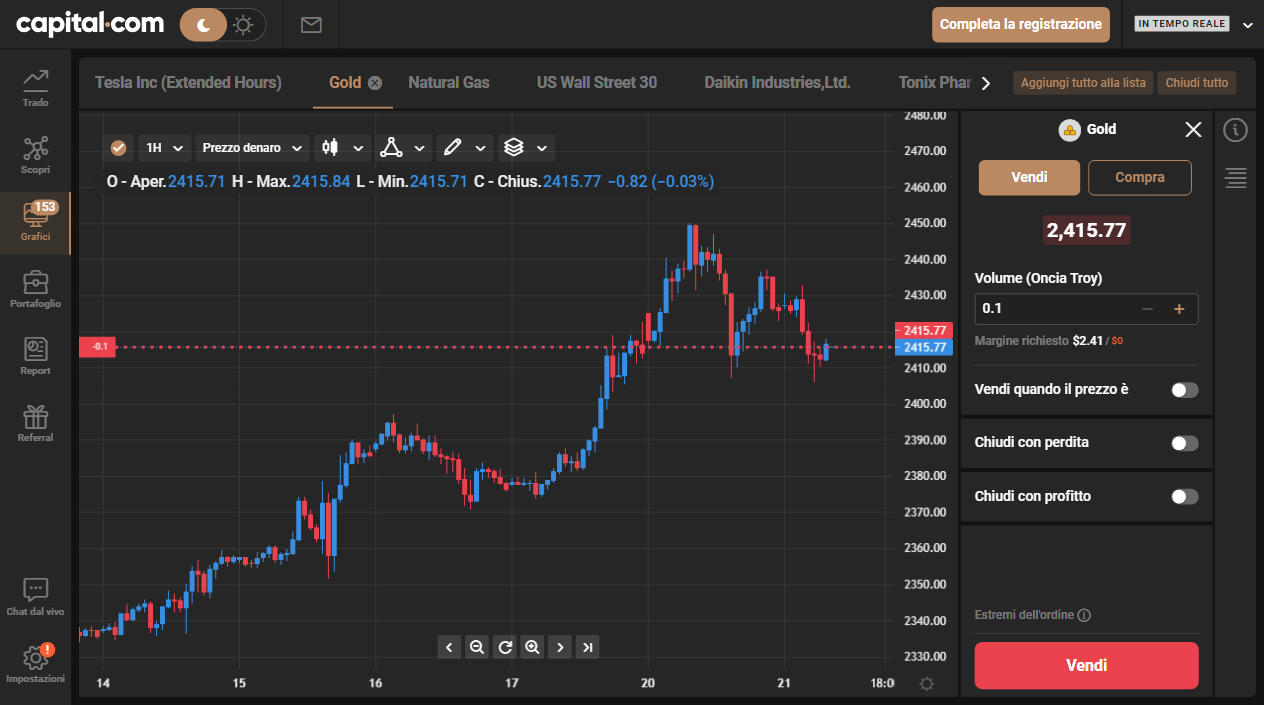 capital.com
Completa la registrazione
IN TEMPO REALE
Trado
Scopri
153
Grafici
Portafoglio
Report
Referral
Chat dal vivo
!
Impostazioni
Tesla Inc (Extended Hours)
Gold
Natural Gas
US Wall Street 30
Daikin Industries,Ltd.
Tonix Phar
Aggiungi tutto alla lista
Chiudi tutto
1H
Prezzo denaro
O - Aper.2415.71 H - Max.2415.84 L - Min.2415.71 C - Chius.2415.77 −0.82 (−0.03%)
-0.1
2480.00
2470.00
2460.00
2450.00
2440.00
2430.00
2415.77
2415.77
2410.00
2400.00
2390.00
2380.00
2370.00
2360.00
2350.00
2340.00
2330.00
14 15 16 17 20 21 18:0
Gold
Vendi
Compra
2,415.77
Volume (Oncia Troy)
0.1
Margine richiesto $2.41 / $0
Vendi quando il prezzo è
Chiudi con perdita
Chiudi con profitto
Estremi dell'ordine
Vendi